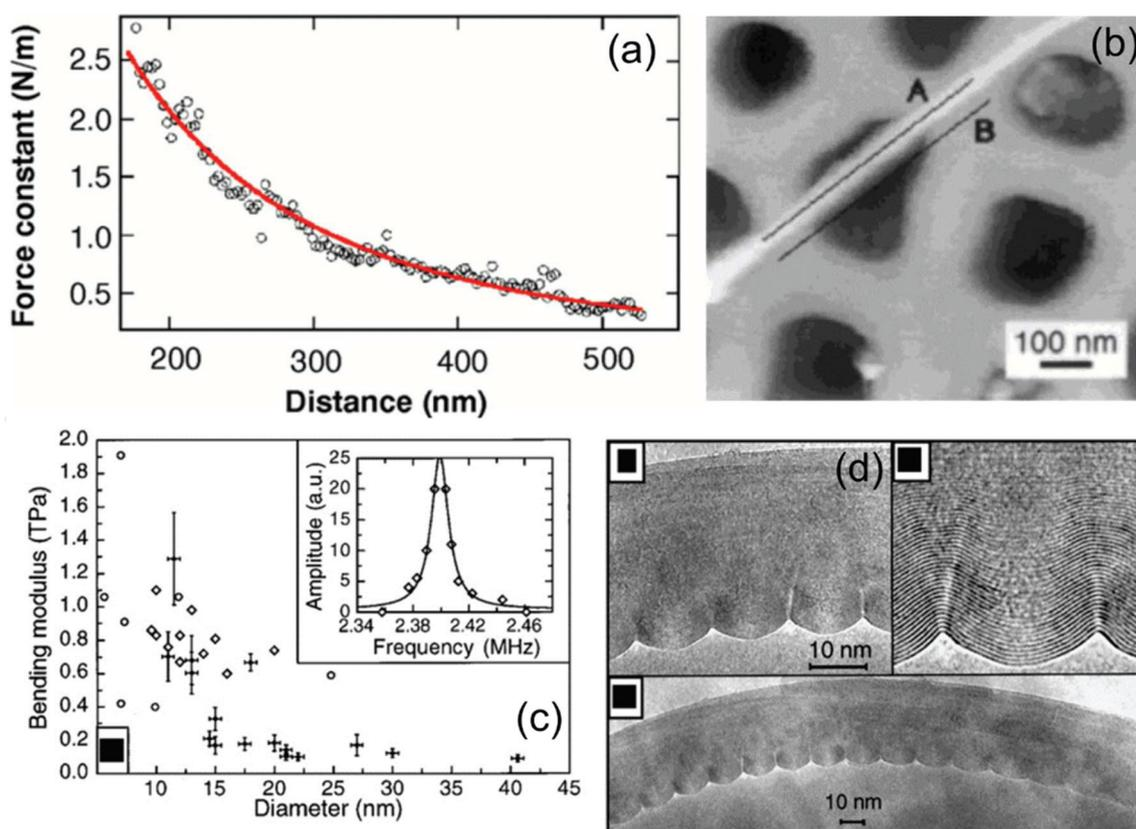 (a)
Force constant (N/m)
2.5
2.0
1.5
1.0
0.5
200 300 400 500
Distance (nm)
(b)
A
B
100 nm
(c)
Bending modulus (TPa)
2.0
1.8
1.6
1.4
1.2
1.0
0.8
0.6
0.4
0.2
0.0
10 15 20 25 30 35 40 45
Diameter (nm)
Amplitude (a.u.)
25
20
15
10
5
0
2.34 2.38 2.42 2.46
Frequency (MHz)
(d)
10 nm
10 nm